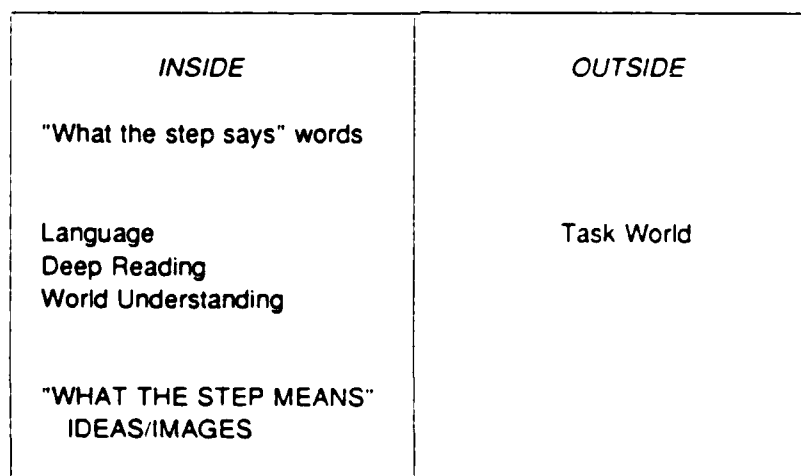 INSIDE
OUTSIDE
"What the step says" words
Language
Task World
Deep Reading
World Understanding
"WHAT THE STEP MEANS"
IDEAS/IMAGES